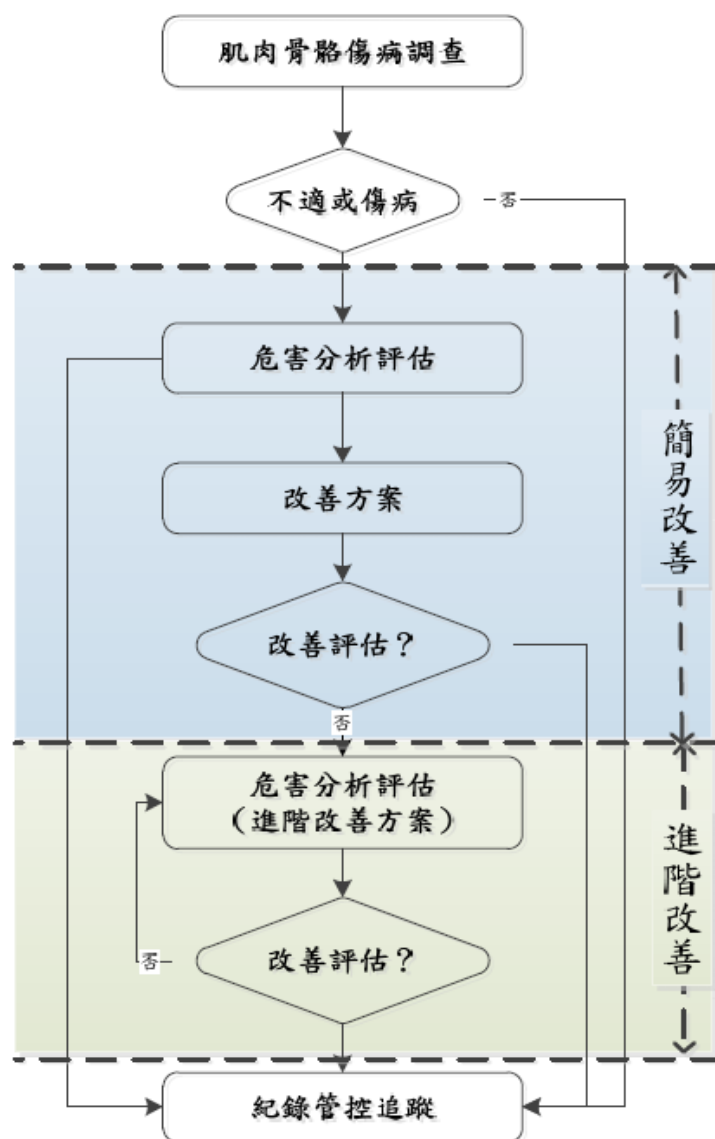 肌肉骨骼傷病調查
不適或傷病
否
危害分析評估
改善方案
簡易改善
改善評估？
否
危害分析評估
（進階改善方案）
進階改善
否
改善評估？
紀錄管控追蹤